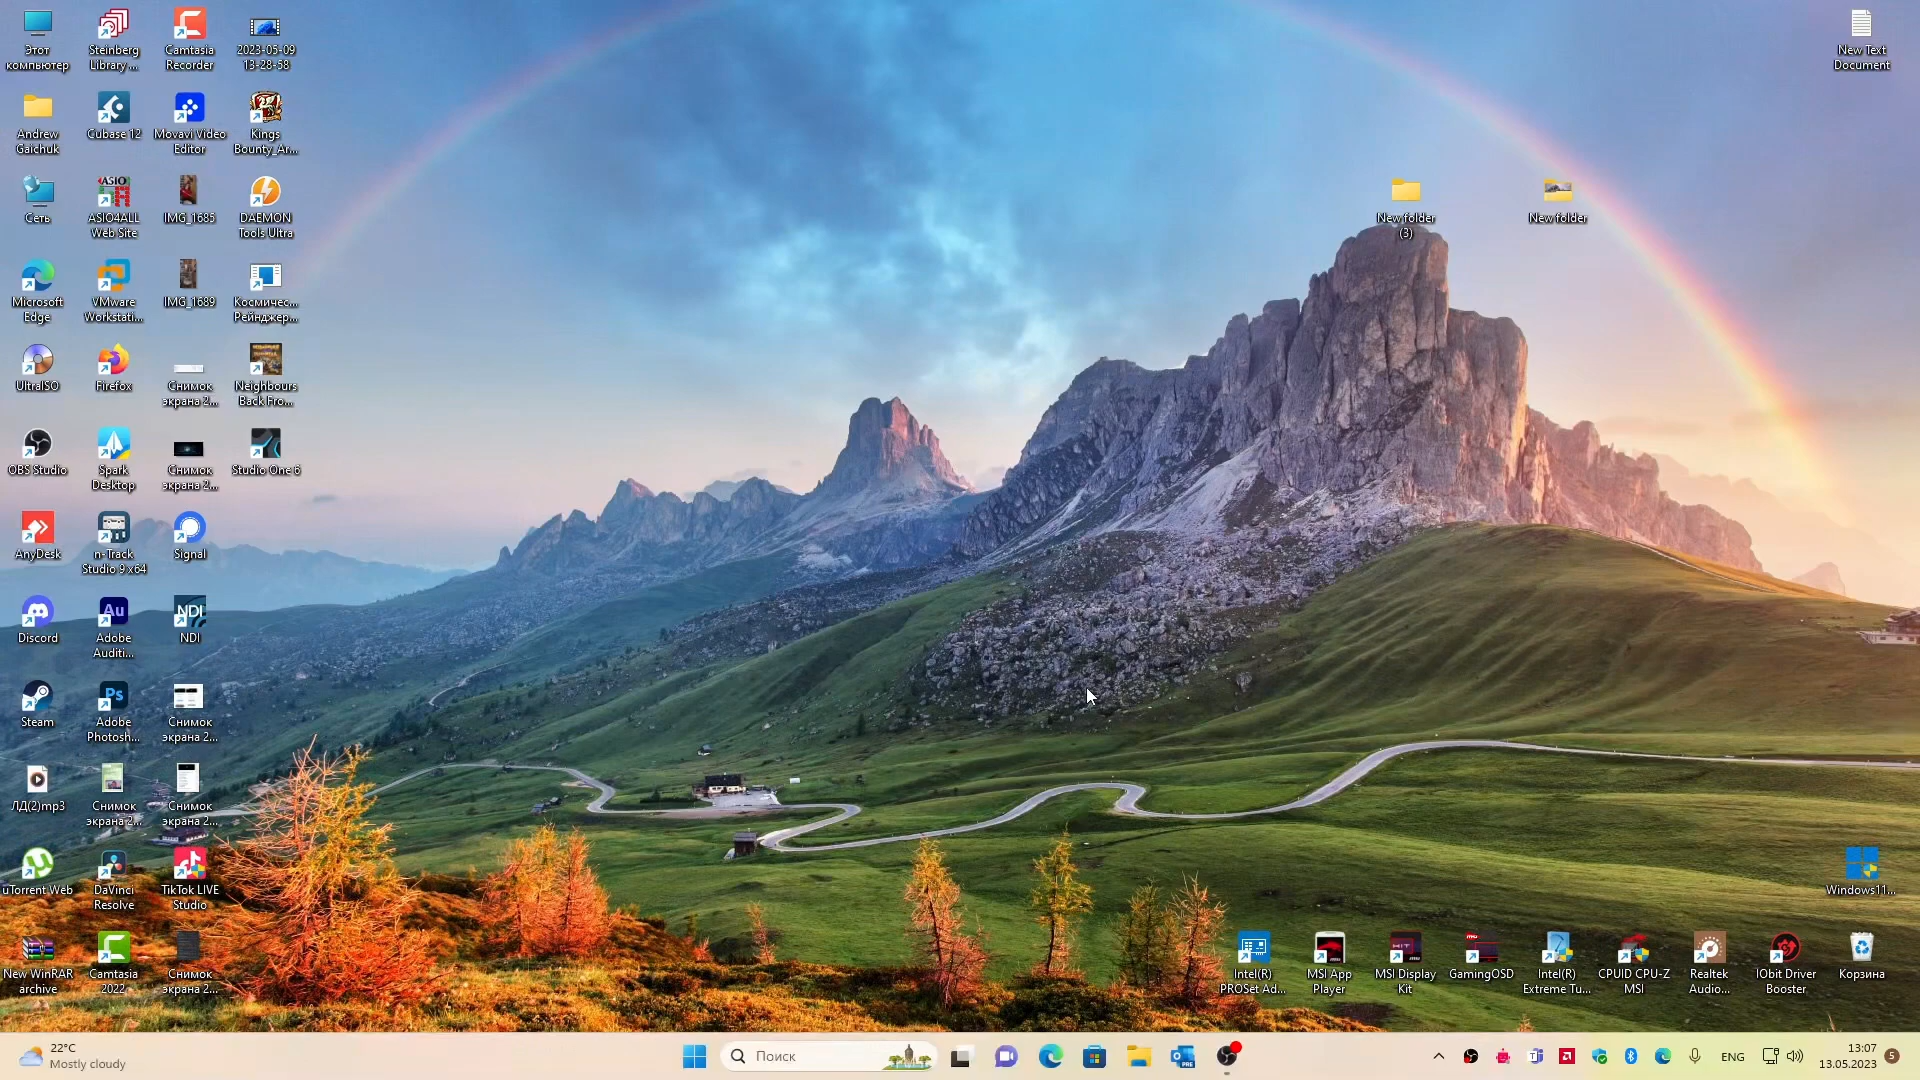 Этот
компьютер
Steinberg
Library ...
Camtasia
Recorder
2023-05-09
13-28-58
New Text
Document
Andrew
Gaichuk
Cubase 12
Movavi Video
Editor
Kings
Bounty_Ar...
Сеть
ASIO4ALL
Web Site
IMG_1685
DAEMON
Tools Ultra
New folder
(3)
New folder
Microsoft
Edge
VMware
Workstati...
IMG_1689
Космичес...
Рейнджер...
UltraISO
Firefox
Снимок
экрана 2...
Neighbours
Back Fro...
OBS Studio
Spark
Desktop
Снимок
экрана 2...
Studio One 6
AnyDesk
n-Track
Studio 9 x64
Signal
Discord
Au
Adobe
Auditi...
NDI
NDI
Steam
Ps
Adobe
Photosh...
Снимок
экрана 2...
ЛД(2)mp3
Снимок
экрана 2...
Снимок
экрана 2...
uTorrent Web
DaVinci
Resolve
TikTok LIVE
Studio
Windows11...
New WinRAR
archive
Camtasia
2022
Снимок
экрана 2...
Intel(R)
PROSet Ad...
MSI App
Player
MSI Display
Kit
GamingOSD
Intel(R)
Extreme Tu...
CPUID CPU-Z
MSI
Realtek
Audio...
IObit Driver
Booster
Корзина
22°C
Mostly cloudy
Поиск
ENG
13:07
13.05.2023
5